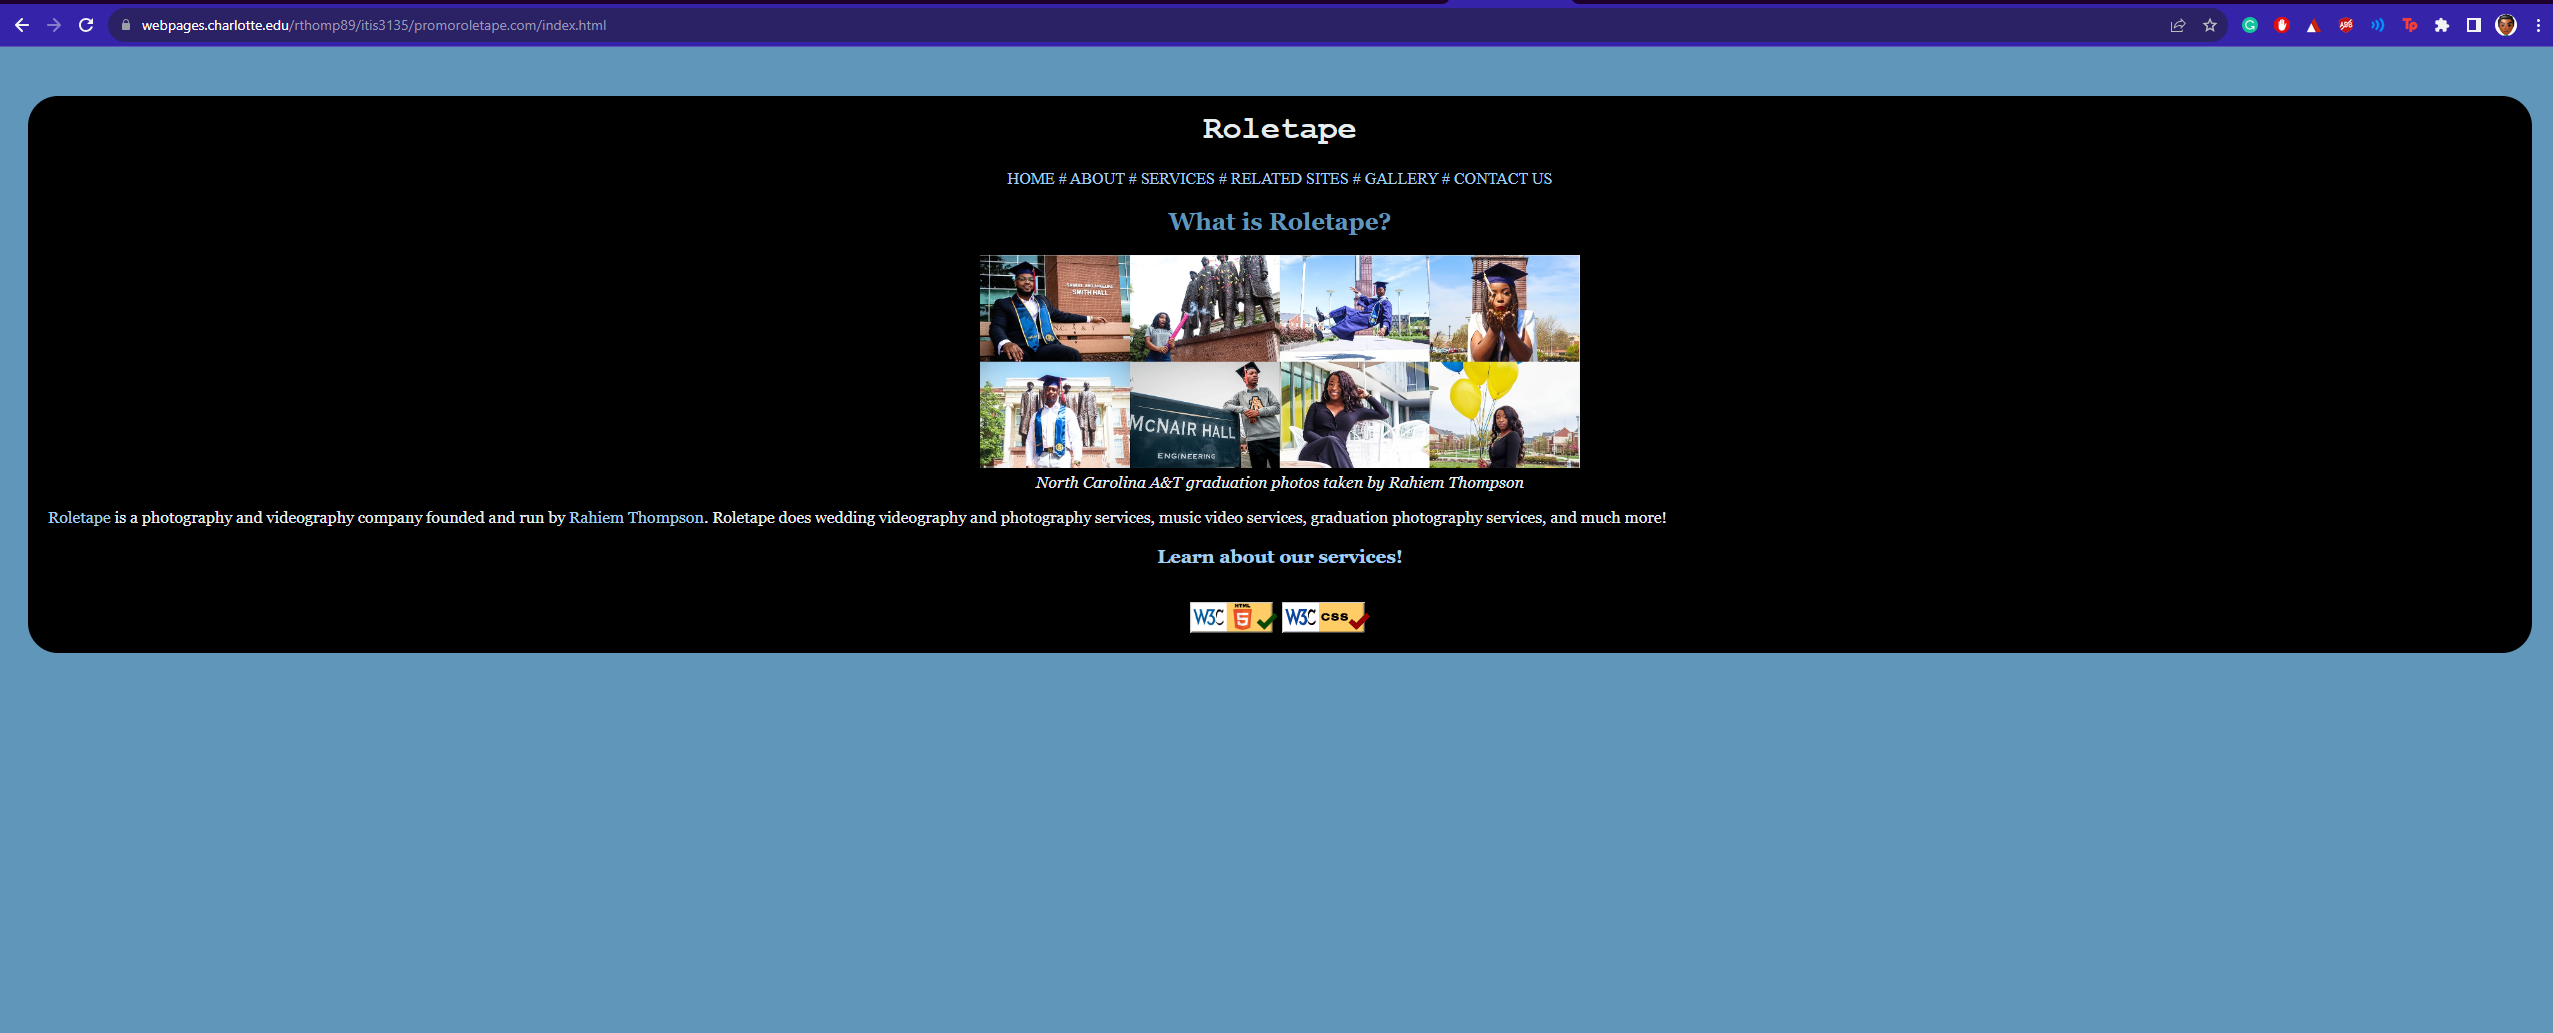 webpages.charlotte.edu/rthomp89/itis3135/promoroletape.com/index.html
Roletape
HOME # ABOUT # SERVICES # RELATED SITES # GALLERY # CONTACT US
What is Roletape?
SMITH HALL
N.C. A & T
MCNAIR HALL
ENGINEERING
North Carolina A&T graduation photos taken by Rahiem Thompson
Roletape is a photography and videography company founded and run by Rahiem Thompson. Roletape does wedding videography and photography services, music video services, graduation photography services, and much more!
Learn about our services!
W3C HTML 5 W3C CSS